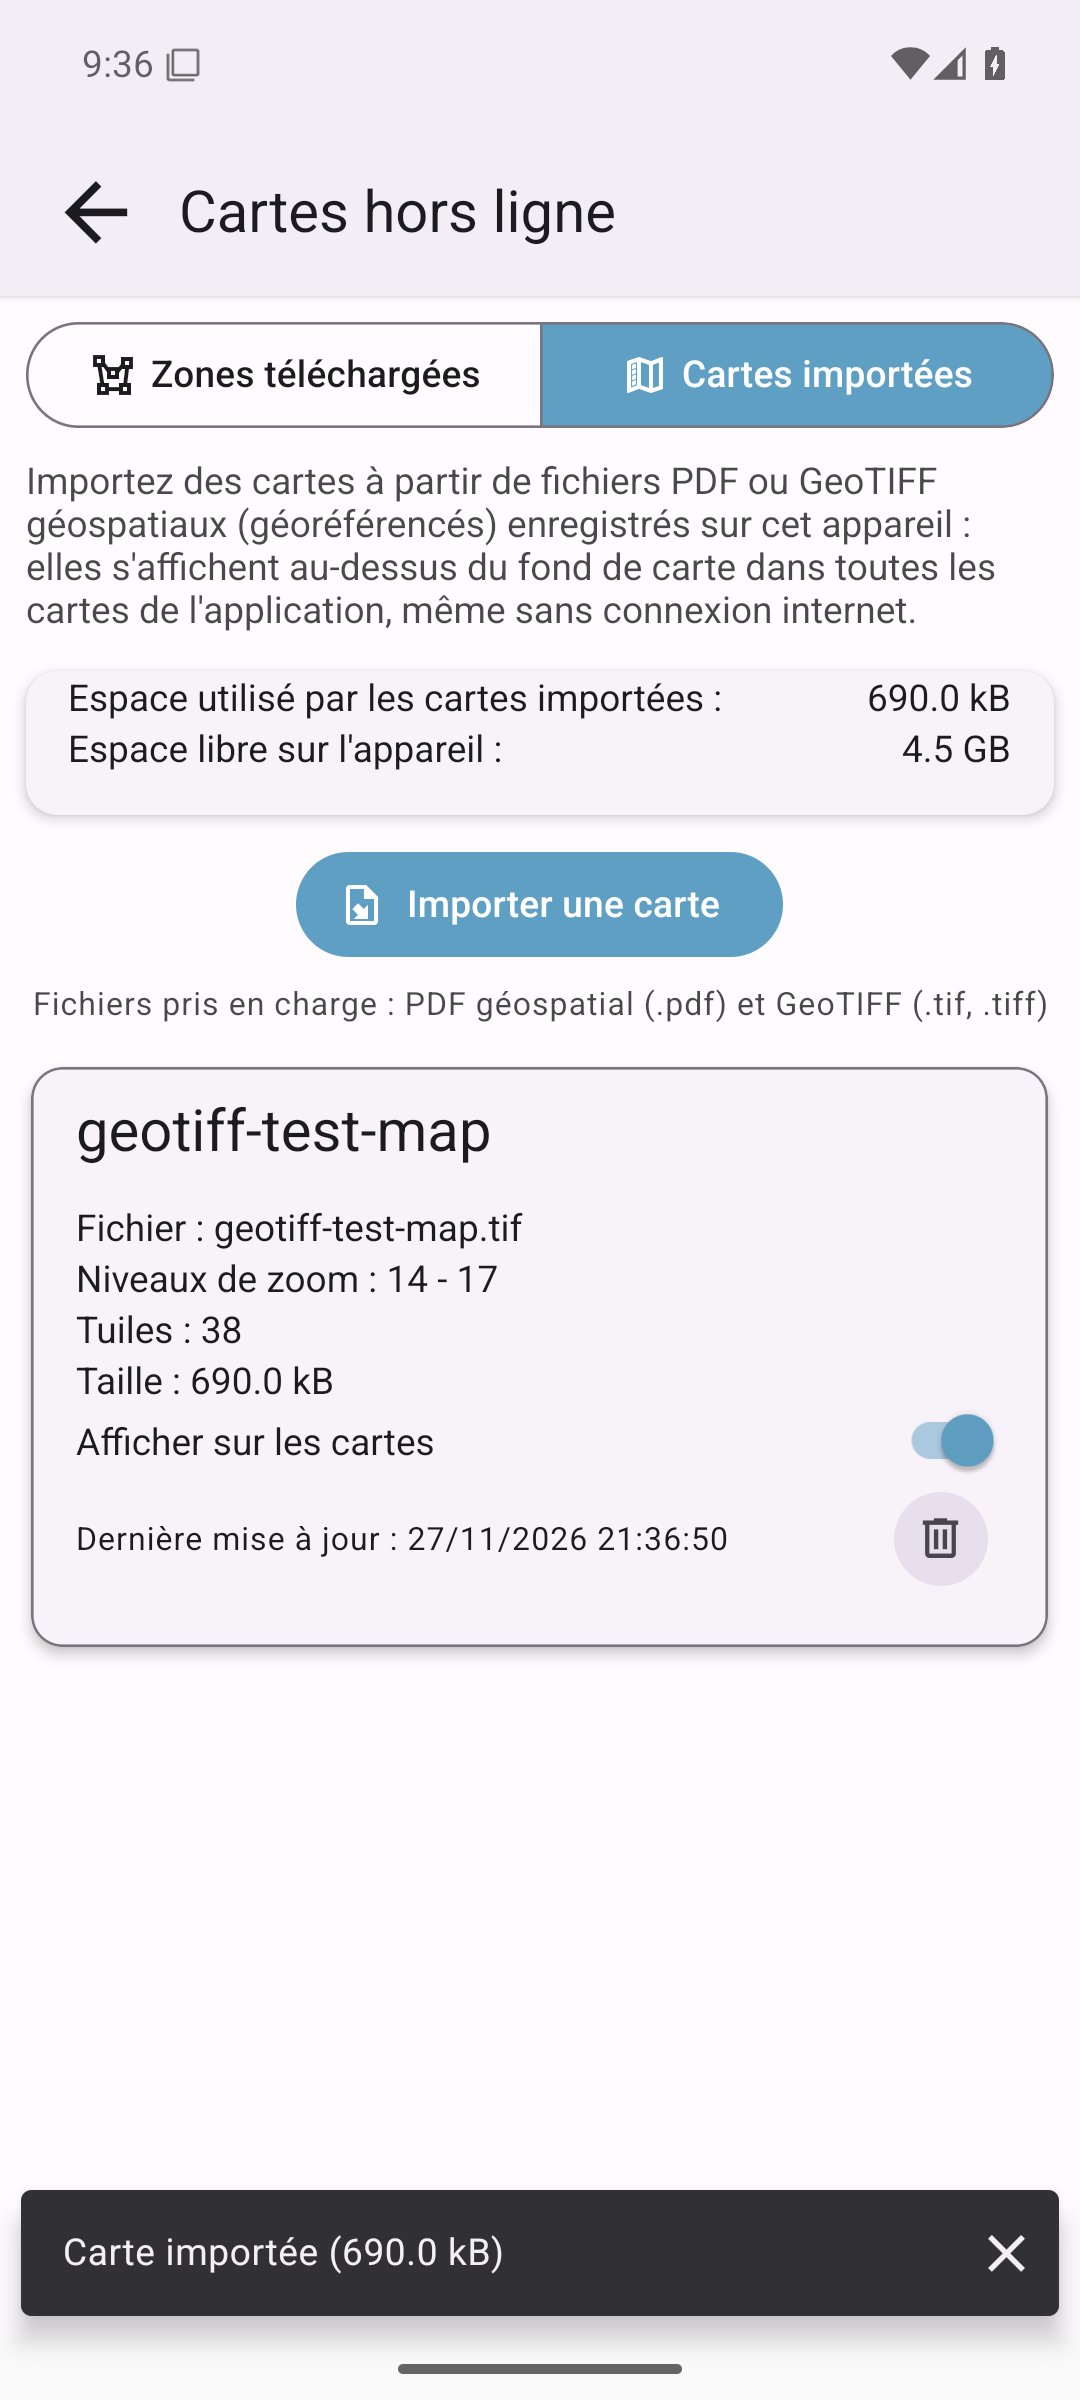 9:36
Cartes hors ligne
Zones téléchargées
Cartes importées
Importez des cartes à partir de fichiers PDF ou GeoTIFF
géospatiaux (géoréférencés) enregistrés sur cet appareil :
elles s'affichent au-dessus du fond de carte dans toutes les
cartes de l'application, même sans connexion internet.
Espace utilisé par les cartes importées : 690.0 kB
Espace libre sur l'appareil : 4.5 GB
Importer une carte
Fichiers pris en charge : PDF géospatial (.pdf) et GeoTIFF (.tif, .tiff)
geotiff-test-map
Fichier : geotiff-test-map.tif
Niveaux de zoom : 14 - 17
Tuiles : 38
Taille : 690.0 kB
Afficher sur les cartes
Dernière mise à jour : 27/11/2026 21:36:50
Carte importée (690.0 kB)